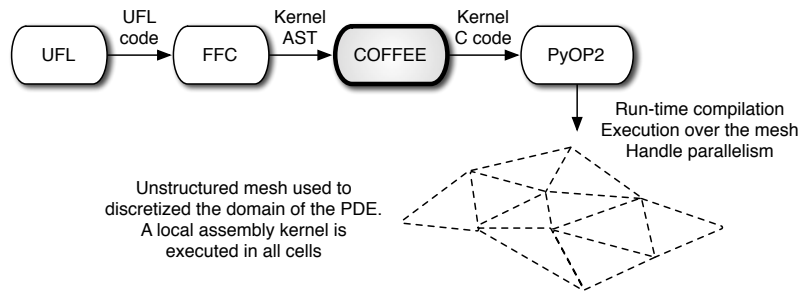 UFL
code
Kernel
AST
Kernel
C code
UFL
FFC
COFFEE
PyOP2
Run-time compilation
Execution over the mesh
Handle parallelism
Unstructured mesh used to
discretized the domain of the PDE.
A local assembly kernel is
executed in all cells